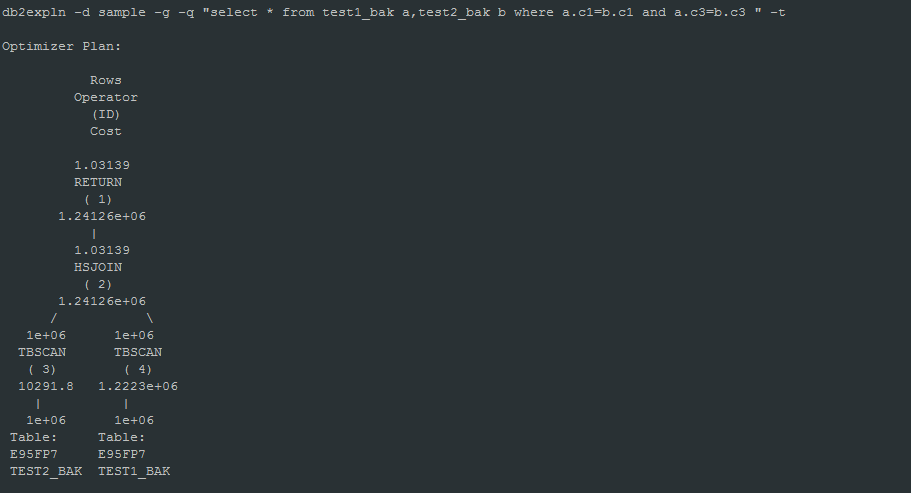 db2expln -d sample -g -q "select * from test1_bak a,test2_bak b where a.c1=b.c1 and a.c3=b.c3 " -t
Optimizer Plan:
Rows
Operator
(ID)
Cost
1.03139
RETURN
( 1)
1.24126e+06
|
1.03139
HSJOIN
( 2)
1.24126e+06
/ \
1e+06 1e+06
TBSCAN TBSCAN
( 3) ( 4)
10291.8 1.2223e+06
| |
1e+06 1e+06
Table: Table:
E95FP7 E95FP7
TEST2_BAK TEST1_BAK